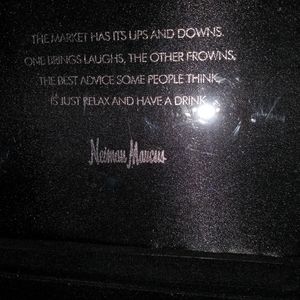 THE MARKET HAS ITS UPS AND DOWNS.
ONE BRINGS LAUGHS, THE OTHER FROWNS.
THE BEST ADVICE SOME PEOPLE THINK,
IS JUST RELAX AND HAVE A DRINK.
Neiman Marcus